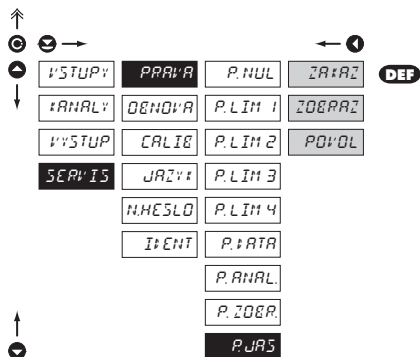 VSTUPY PRAVA P. NUL ZAKAZ DEF
KANALY OBNOVA P. LIM 1 ZOBRAZ
VYSTUP CALIB P. LIM 2 POVOL
SERVIS JAZYK P. LIM 3
N.HESLO P. LIM 4
IDENT P. DATA
P. ANAL.
P. ZOBR.
P. JAS